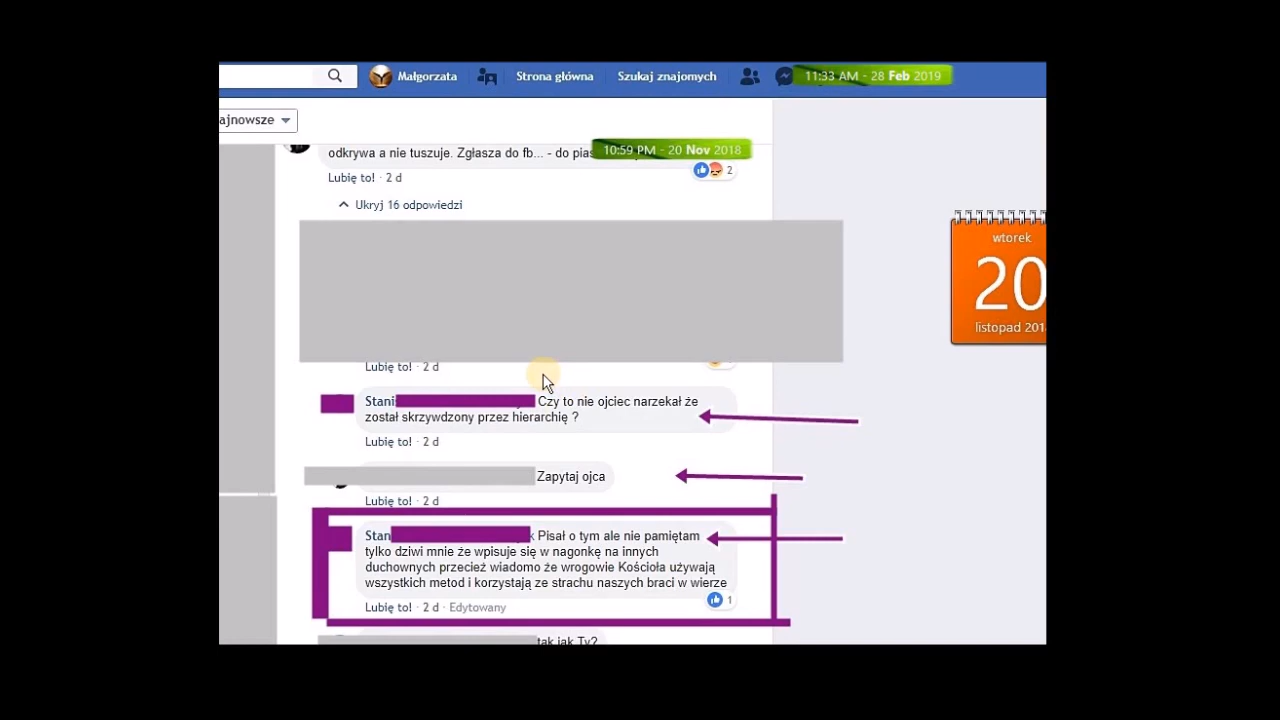 Małgorzata Strona główna Szukaj znajomych 11:33 AM - 28 Feb 2019
ajnowsze
10:59 PM - 20 Nov 2018
odkrywa a nie tuszuje. Zgłasza do fb... - do
2
Lubię to! · 2 d
Ukryj 16 odpowiedzi
wtorek
20
listopad 201
Lubię to! · 2 d
Stani Czy to nie ojciec narzekał że
został skrzywdzony przez hierarchię ?
Lubię to! · 2 d
Zapytaj ojca
Lubię to! · 2 d
Stan Pisał o tym ale nie pamiętam
tylko dziwi mnie że wpisuje się w nagonkę na innych
duchownych przecież wiadomo że wrogowie Kościoła używają
wszystkich metod i korzystają ze strachu naszych braci w wierze
1
Lubię to! · 2 d · Edytowany
tak jak Ty?